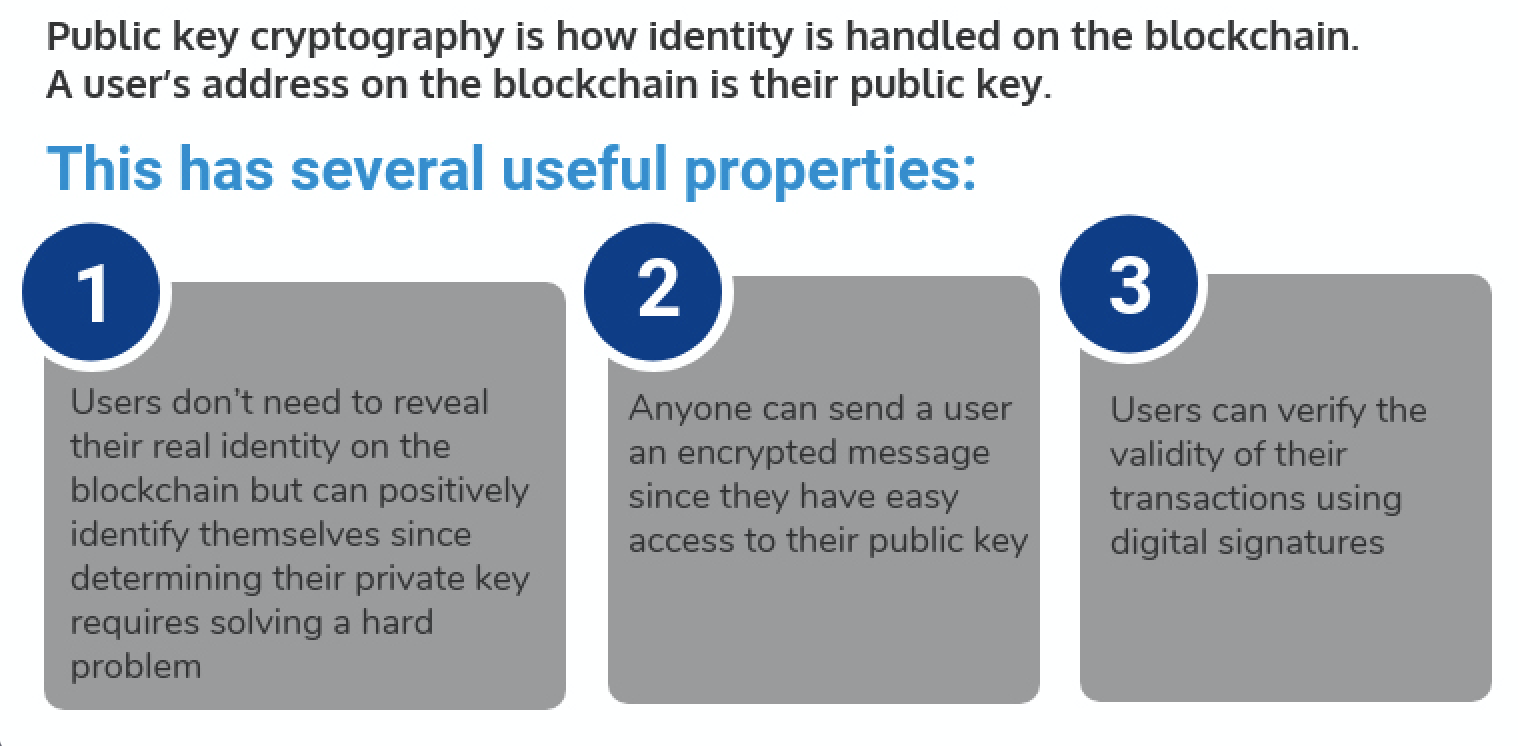 Public key cryptography is how identity is handled on the blockchain.
A user’s address on the blockchain is their public key.
This has several useful properties:
1
Users don’t need to reveal
their real identity on the
blockchain but can positively
identify themselves since
determining their private key
requires solving a hard
problem
2
Anyone can send a user
an encrypted message
since they have easy
access to their public key
3
Users can verify the
validity of their
transactions using
digital signatures